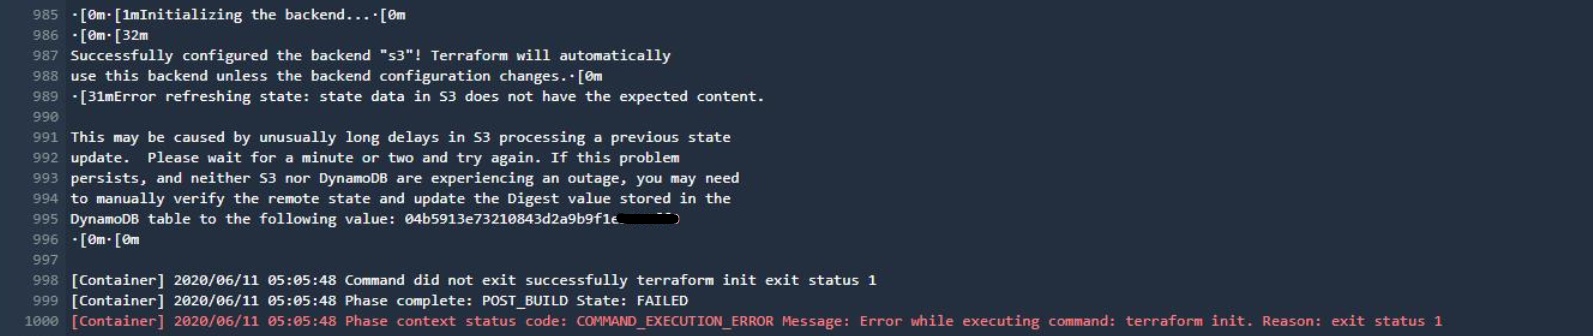 985 ·[0m·[1mInitializing the backend...·[0m
986 ·[0m·[32m
987 Successfully configured the backend "s3"! Terraform will automatically
988 use this backend unless the backend configuration changes.·[0m
989 ·[31mError refreshing state: state data in S3 does not have the expected content.
990
991 This may be caused by unusually long delays in S3 processing a previous state
992 update.  Please wait for a minute or two and try again. If this problem
993 persists, and neither S3 nor DynamoDB are experiencing an outage, you may need
994 to manually verify the remote state and update the Digest value stored in the
995 DynamoDB table to the following value: 04b5913e73210843d2a9b9f1e
996 ·[0m·[0m
997
998 [Container] 2020/06/11 05:05:48 Command did not exit successfully terraform init exit status 1
999 [Container] 2020/06/11 05:05:48 Phase complete: POST_BUILD State: FAILED
1000 [Container] 2020/06/11 05:05:48 Phase context status code: COMMAND_EXECUTION_ERROR Message: Error while executing command: terraform init. Reason: exit status 1